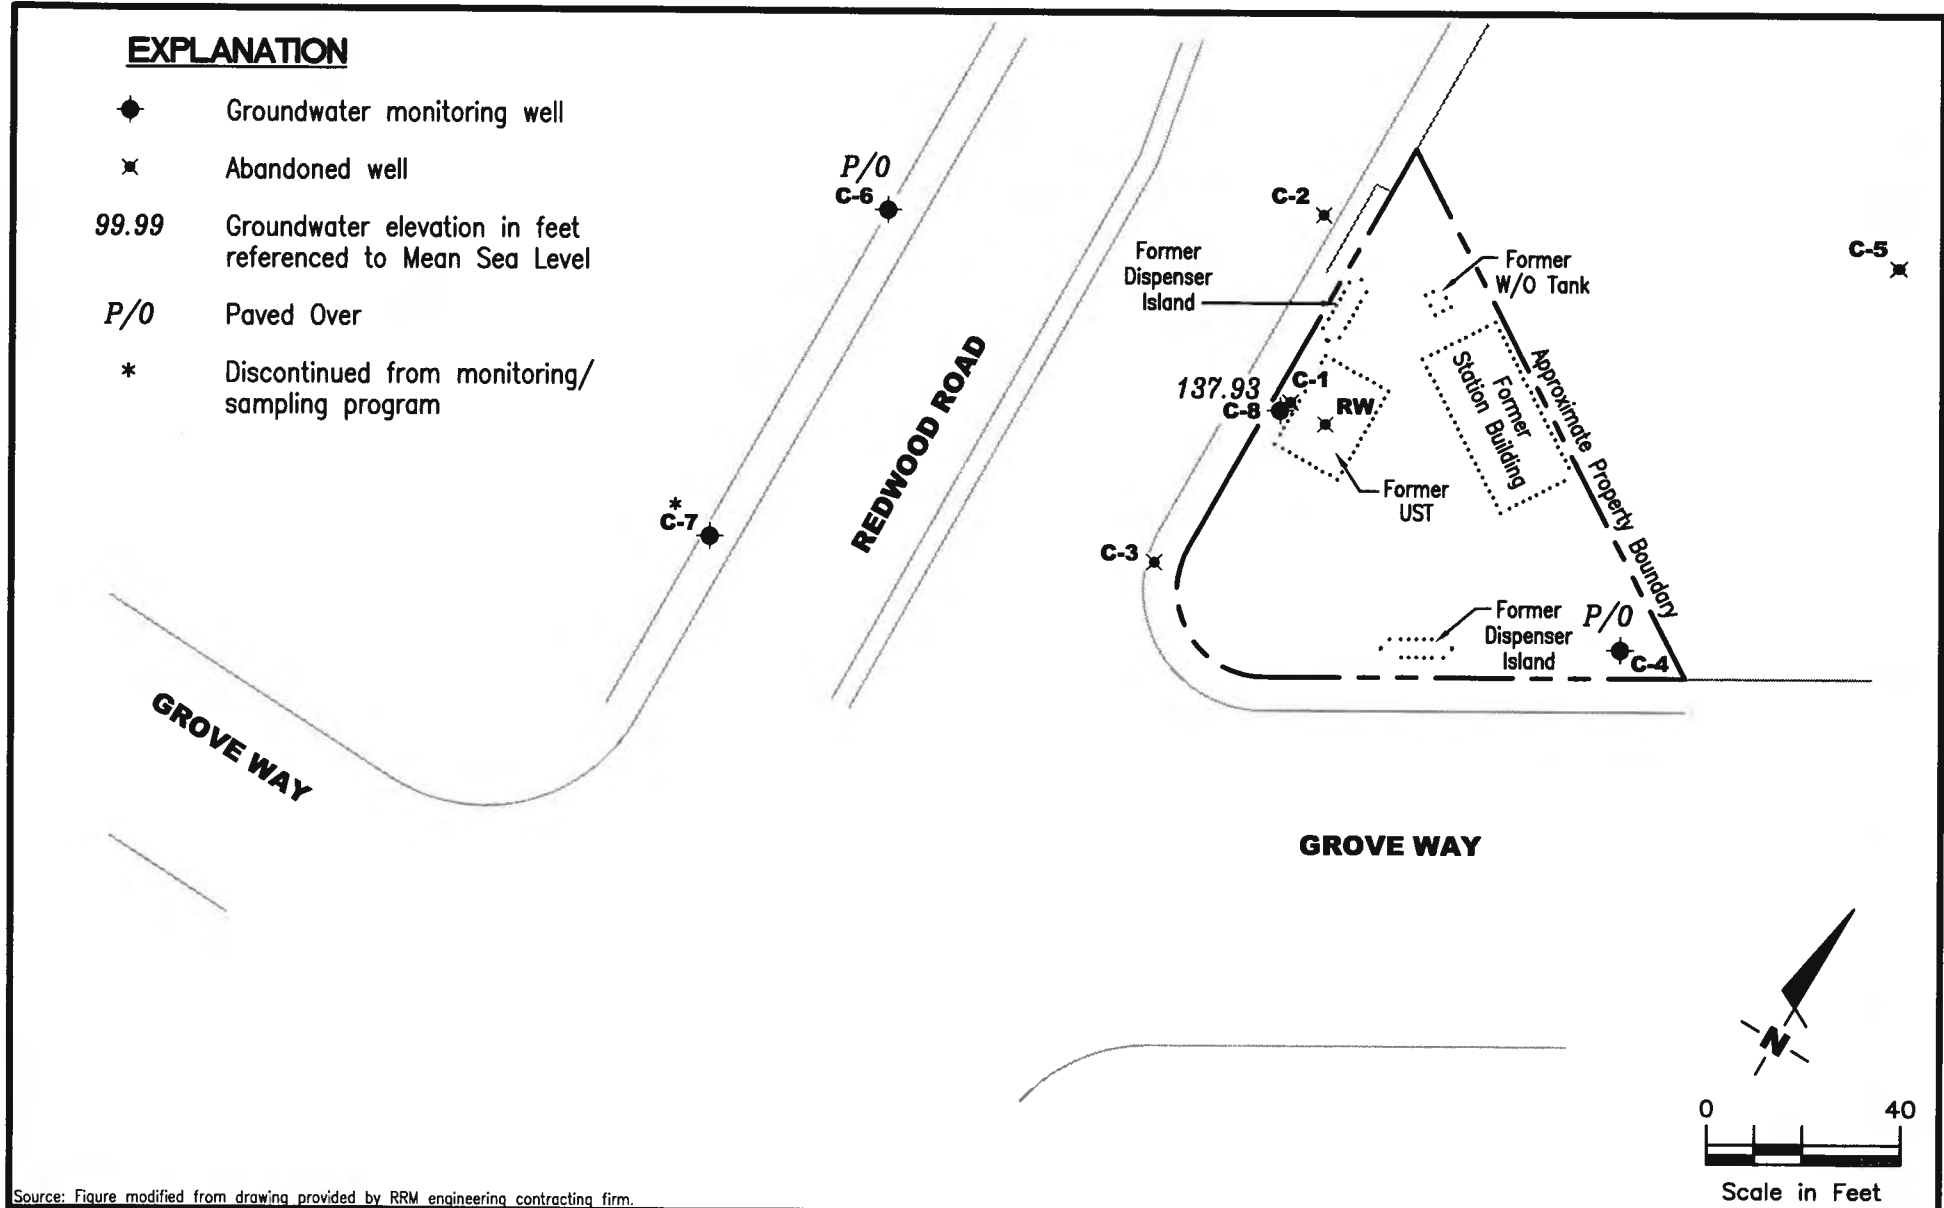 EXPLANATION
Groundwater monitoring well
Abandoned well
99.99 Groundwater elevation in feet
referenced to Mean Sea Level
P/O Paved Over
* Discontinued from monitoring/
sampling program
P/O
C-6
*
C-7
REDWOOD ROAD
GROVE WAY
C-2
C-5
Former
Dispenser
Island
Former
W/O Tank
137.93
C-1
C-8
RW
Former
UST
Former
Station Building
Approximate Property Boundary
C-3
Former
Dispenser
Island
P/O
C-4
GROVE WAY
N
0 40
Scale in Feet
Source: Figure modified from drawing provided by RRM engineering contracting firm.